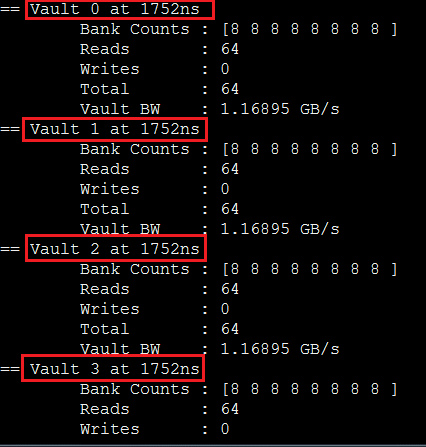 == Vault 0 at 1752ns
Bank Counts : [8 8 8 8 8 8 8 8 ]
Reads : 64
Writes : 0
Total : 64
Vault BW : 1.16895 GB/s
== Vault 1 at 1752ns
Bank Counts : [8 8 8 8 8 8 8 8 ]
Reads : 64
Writes : 0
Total : 64
Vault BW : 1.16895 GB/s
== Vault 2 at 1752ns
Bank Counts : [8 8 8 8 8 8 8 8 ]
Reads : 64
Writes : 0
Total : 64
Vault BW : 1.16895 GB/s
== Vault 3 at 1752ns
Bank Counts : [8 8 8 8 8 8 8 8 ]
Reads : 64
Writes : 0